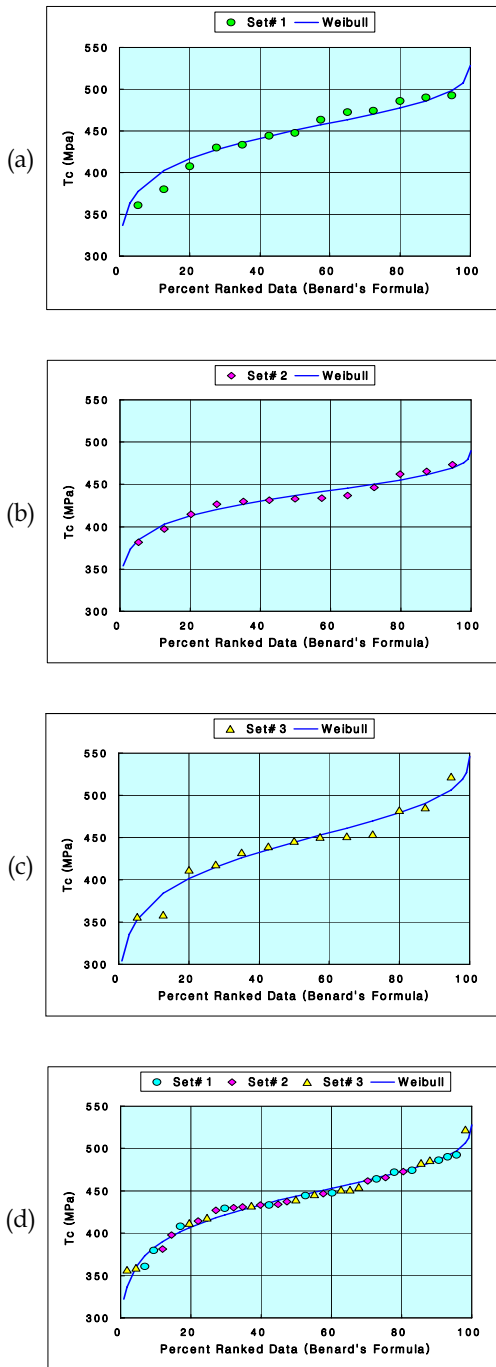 (a)
Set#1 Weibull
Tc (Mpa)
550
500
450
400
350
300
0 20 40 60 80 100
Percent Ranked Data (Benard's Formula)
(b)
Set#2 Weibull
Tc (MPa)
550
500
450
400
350
300
0 20 40 60 80 100
Percent Ranked Data (Benard's Formula)
(c)
Set#3 Weibull
Tc (MPa)
550
500
450
400
350
300
0 20 40 60 80 100
Percent Ranked Data (Benard's Formula)
(d)
Set#1 Set#2 Set#3 Weibull
Tc (MPa)
550
500
450
400
350
300
0 20 40 60 80 100
Percent Ranked Data (Benard's Formula)